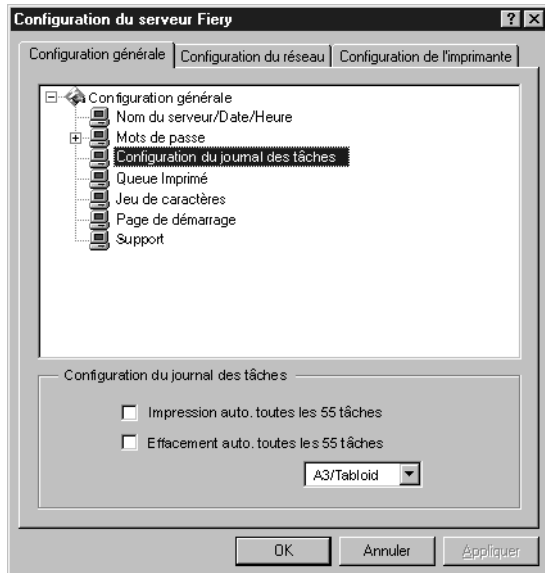 Configuration du serveur Fiery
Configuration générale
Configuration du réseau
Configuration de l'imprimante
Configuration générale
Nom du serveur/Date/Heure
Mots de passe
Configuration du journal des tâches
Queue Imprimé
Jeu de caractères
Page de démarrage
Support
Configuration du journal des tâches
Impression auto. toutes les 55 tâches
Effacement auto. toutes les 55 tâches
A3/Tabloid
OK
Annuler
Appliquer